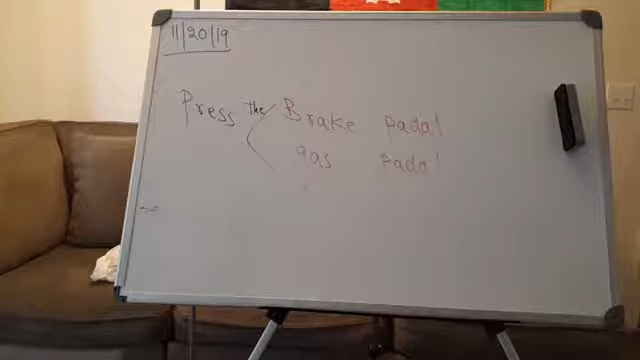 11/20/19
Press the Brake padal
gas padal